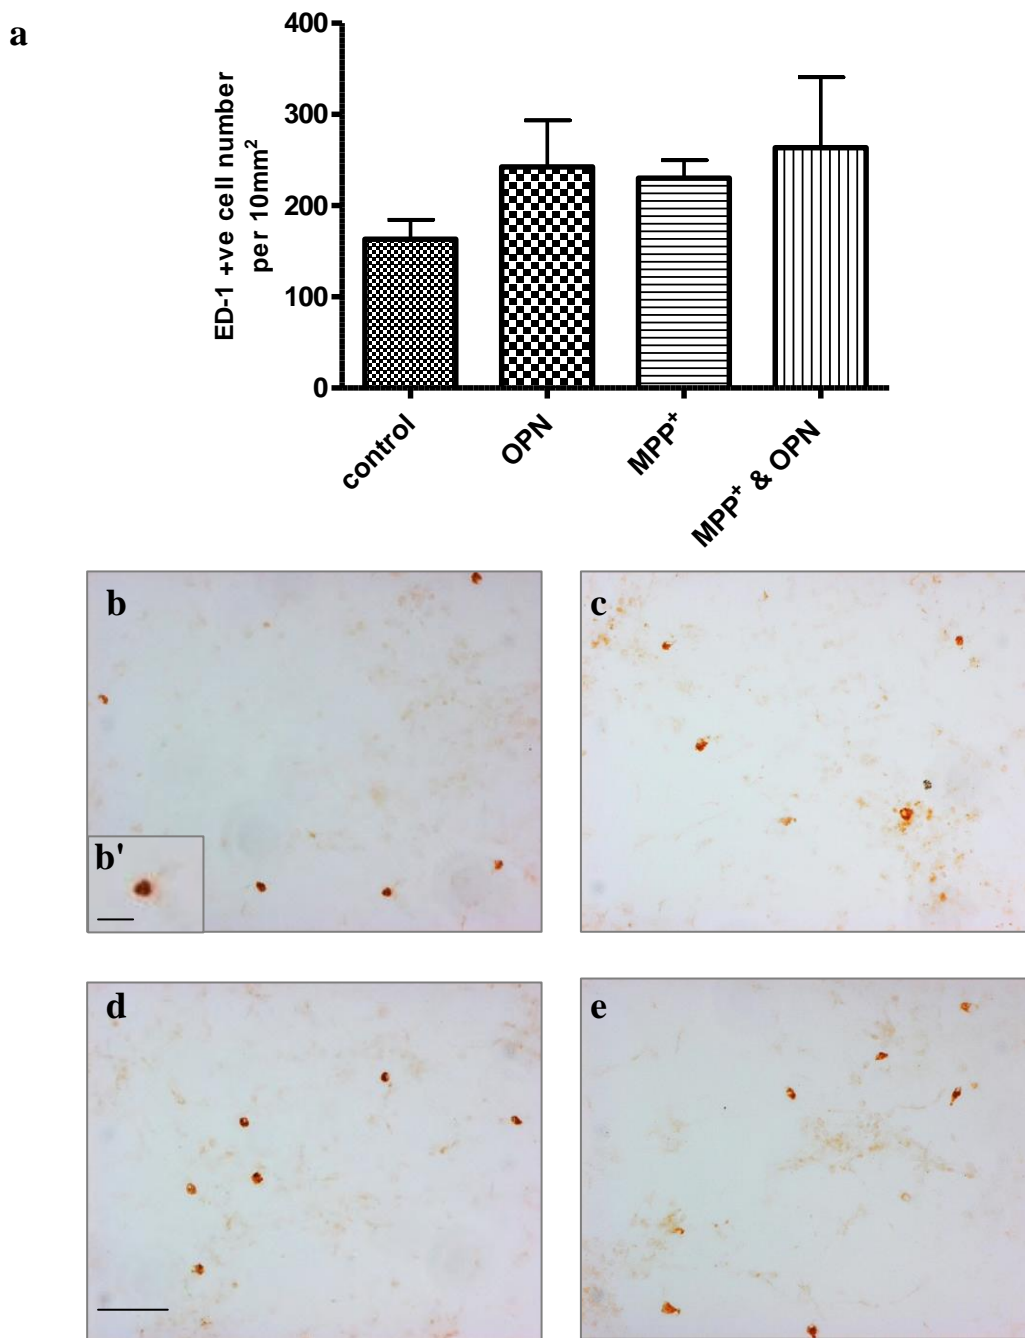 a
400
300
200
100
0
ED-1 +ve cell number
per 10mm²
control
OPN
MPP⁺
MPP⁺ & OPN
b
c
b'
d
e